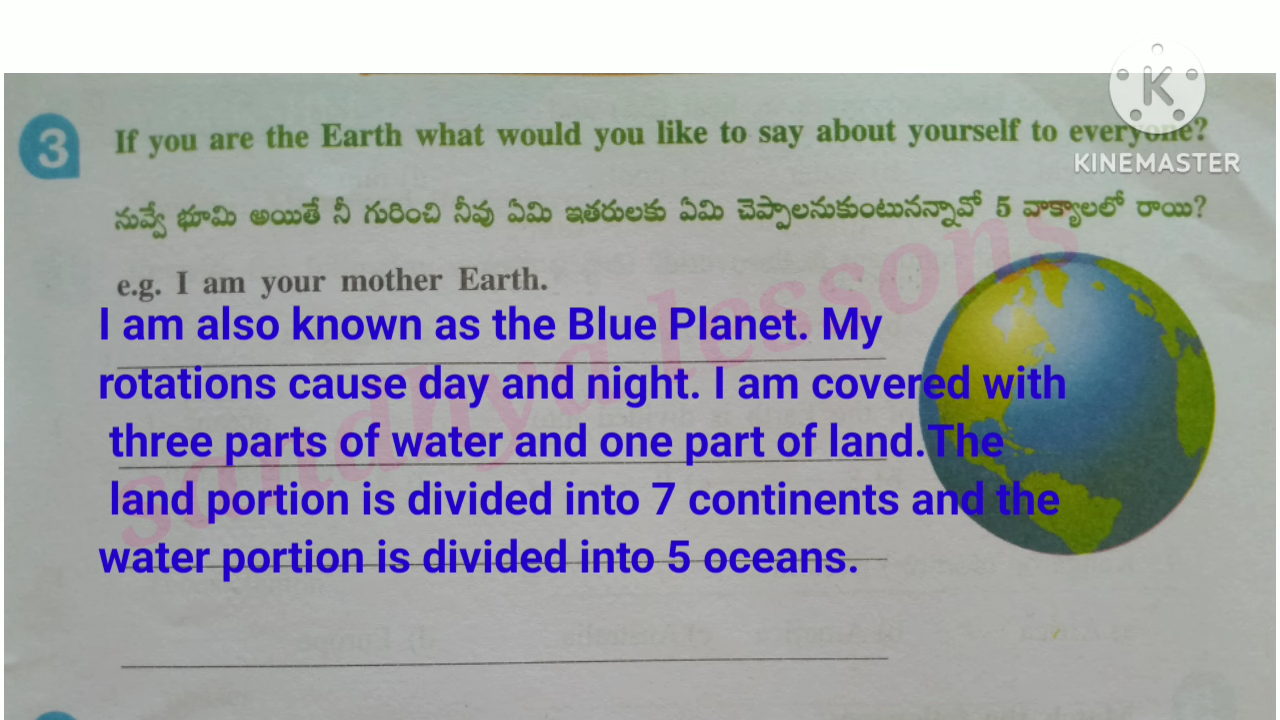 KINEMASTER
3
If you are the Earth what would you like to say about yourself to everyone?
నువ్వే భూమి అయితే నీ గురించి నీవు ఏమి ఇతరులకు ఏమి చెప్పాలనుకుంటునన్నావో 5 వాక్యాలలో రాయి?
e.g. I am your mother Earth.
I am also known as the Blue Planet. My
rotations cause day and night. I am covered with
three parts of water and one part of land.The
land portion is divided into 7 continents and the
water portion is divided into 5 oceans.
sandhya lessons